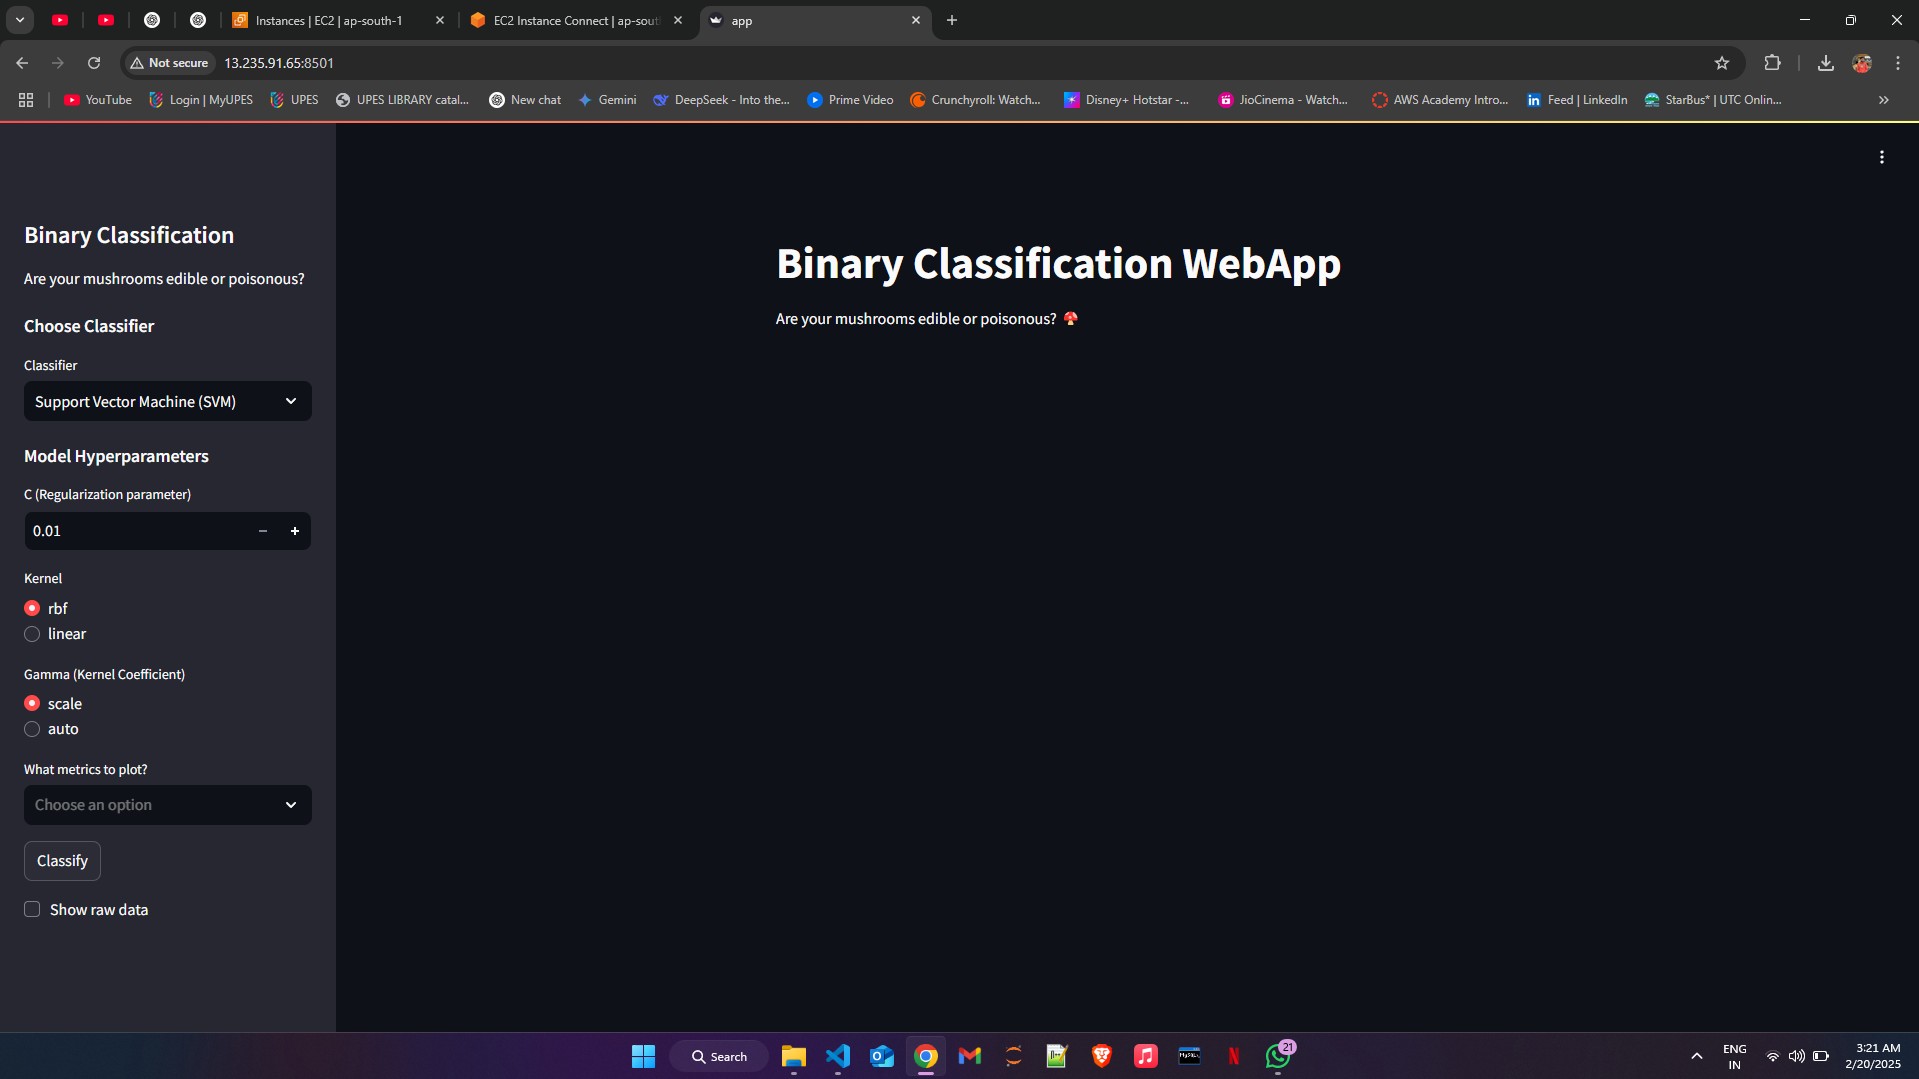 Instances | EC2 | ap-south-1
EC2 Instance Connect | ap-sout
app
Not secure
13.235.91.65:8501
YouTube
Login | MyUPES
UPES
UPES LIBRARY catal...
New chat
Gemini
DeepSeek - Into the...
Prime Video
Crunchyroll: Watch...
Disney+ Hotstar -...
JioCinema - Watch...
AWS Academy Intro...
Feed | LinkedIn
StarBus* | UTC Onlin...
Binary Classification
Are your mushrooms edible or poisonous?
Choose Classifier
Classifier
Support Vector Machine (SVM)
Model Hyperparameters
C (Regularization parameter)
0.01
Kernel
rbf
linear
Gamma (Kernel Coefficient)
scale
auto
What metrics to plot?
Choose an option
Classify
Show raw data
Binary Classification WebApp
Are your mushrooms edible or poisonous? 🍄
Search
21
ENG
IN
3:21 AM
2/20/2025